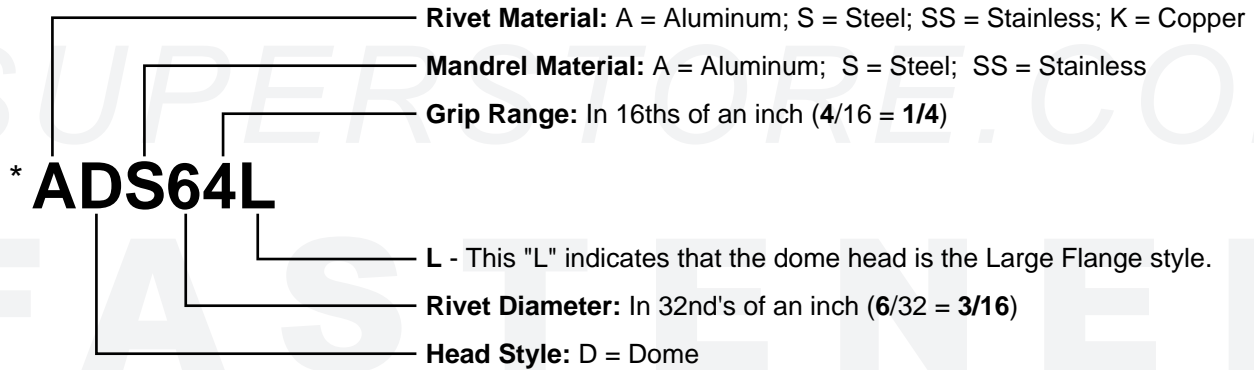 SUPERSTORE.CO
Rivet Material: A = Aluminum; S = Steel; SS = Stainless; K = Copper
Mandrel Material: A = Aluminum; S = Steel; SS = Stainless
Grip Range: In 16ths of an inch (4/16 = 1/4)
* ADS64L
L - This "L" indicates that the dome head is the Large Flange style.
Rivet Diameter: In 32nd's of an inch (6/32 = 3/16)
Head Style: D = Dome
FASTENE